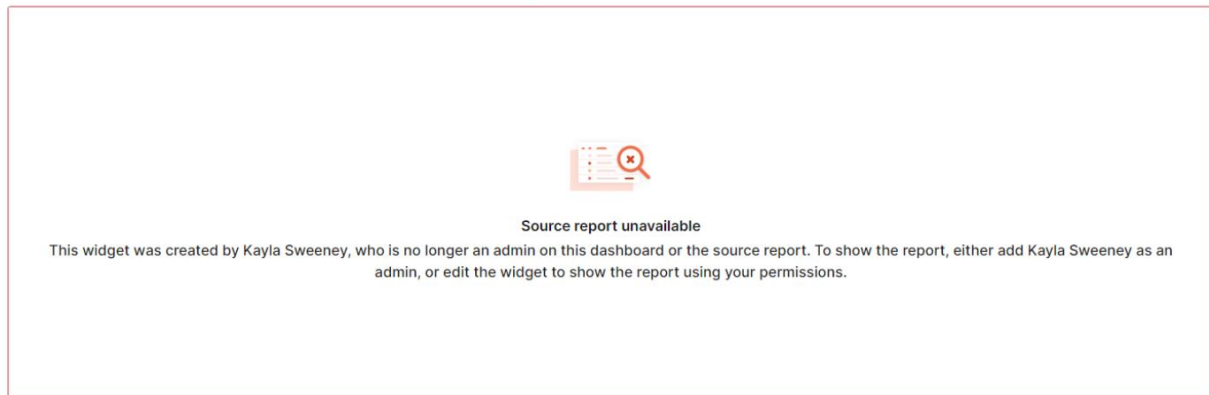 Source report unavailable
This widget was created by Kayla Sweeney, who is no longer an admin on this dashboard or the source report. To show the report, either add Kayla Sweeney as an
admin, or edit the widget to show the report using your permissions.